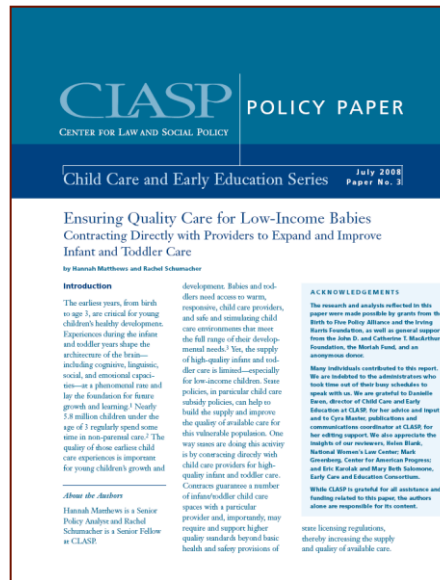 CLASP
CENTER FOR LAW AND SOCIAL POLICY
POLICY PAPER
Child Care and Early Education Series
July 2008
Paper No. 3
Ensuring Quality Care for Low-Income Babies
Contracting Directly with Providers to Expand and Improve
Infant and Toddler Care
by Hannah Matthews and Rachel Schumacher
Introduction
The earliest years, from birth
to age 3, are critical for young
children's healthy development.
Experiences during the infant
and toddler years shape the
architecture of the brain—
including cognitive, linguistic,
social, and emotional capaci-
ties—at a phenomenal rate and
lay the foundation for future
growth and learning.1 Nearly
5.8 million children under the
age of 3 regularly spend some
time in non-parental care.2 The
quality of those earliest child
care experiences is important
for young children's growth and
About the Authors
Hannah Matthews is a Senior
Policy Analyst and Rachel
Schumacher is a Senior Fellow
at CLASP.
development. Babies and tod-
dlers need access to warm,
responsive, child care providers,
and safe and stimulating child
care environments that meet
the full range of their develop-
mental needs.3 Yet, the supply
of high-quality infant and tod-
dler care is limited—especially
for low-income children. State
policies, in particular child care
subsidy policies, can help to
build the supply and improve
the quality of available care for
this vulnerable population. One
way states are doing this activity
is by contracting directly with
child care providers for high-
quality infant and toddler care.
Contracts guarantee a number
of infant/toddler child care
spaces with a particular
provider and, importantly, may
require and support higher
quality standards beyond basic
health and safety provisions of
ACKNOWLEDGEMENTS
The research and analysis reflected in this
paper were made possible by grants from the
Birth to Five Policy Alliance and the Irving
Harris Foundation, as well as general support
from the John D. and Catherine T. MacArthur
Foundation, the Moriah Fund, and an
anonymous donor.
Many individuals contributed to this report.
We are indebted to the administrators who
took time out of their busy schedules to
speak with us. We are grateful to Danielle
Ewen, director of Child Care and Early
Education at CLASP, for her advice and input
and to Cyra Master, publications and
communications coordinator at CLASP, for
her editing support. We also appreciate the
insights of our reviewers, Helen Blank,
National Women's Law Center; Mark
Greenberg, Center for American Progress;
and Eric Karolak and Mary Beth Salomone,
Early Care and Education Consortium.
While CLASP is grateful for all assistance and
funding related to this paper, the authors
alone are responsible for its content.
state licensing regulations,
thereby increasing the supply
and quality of available care.